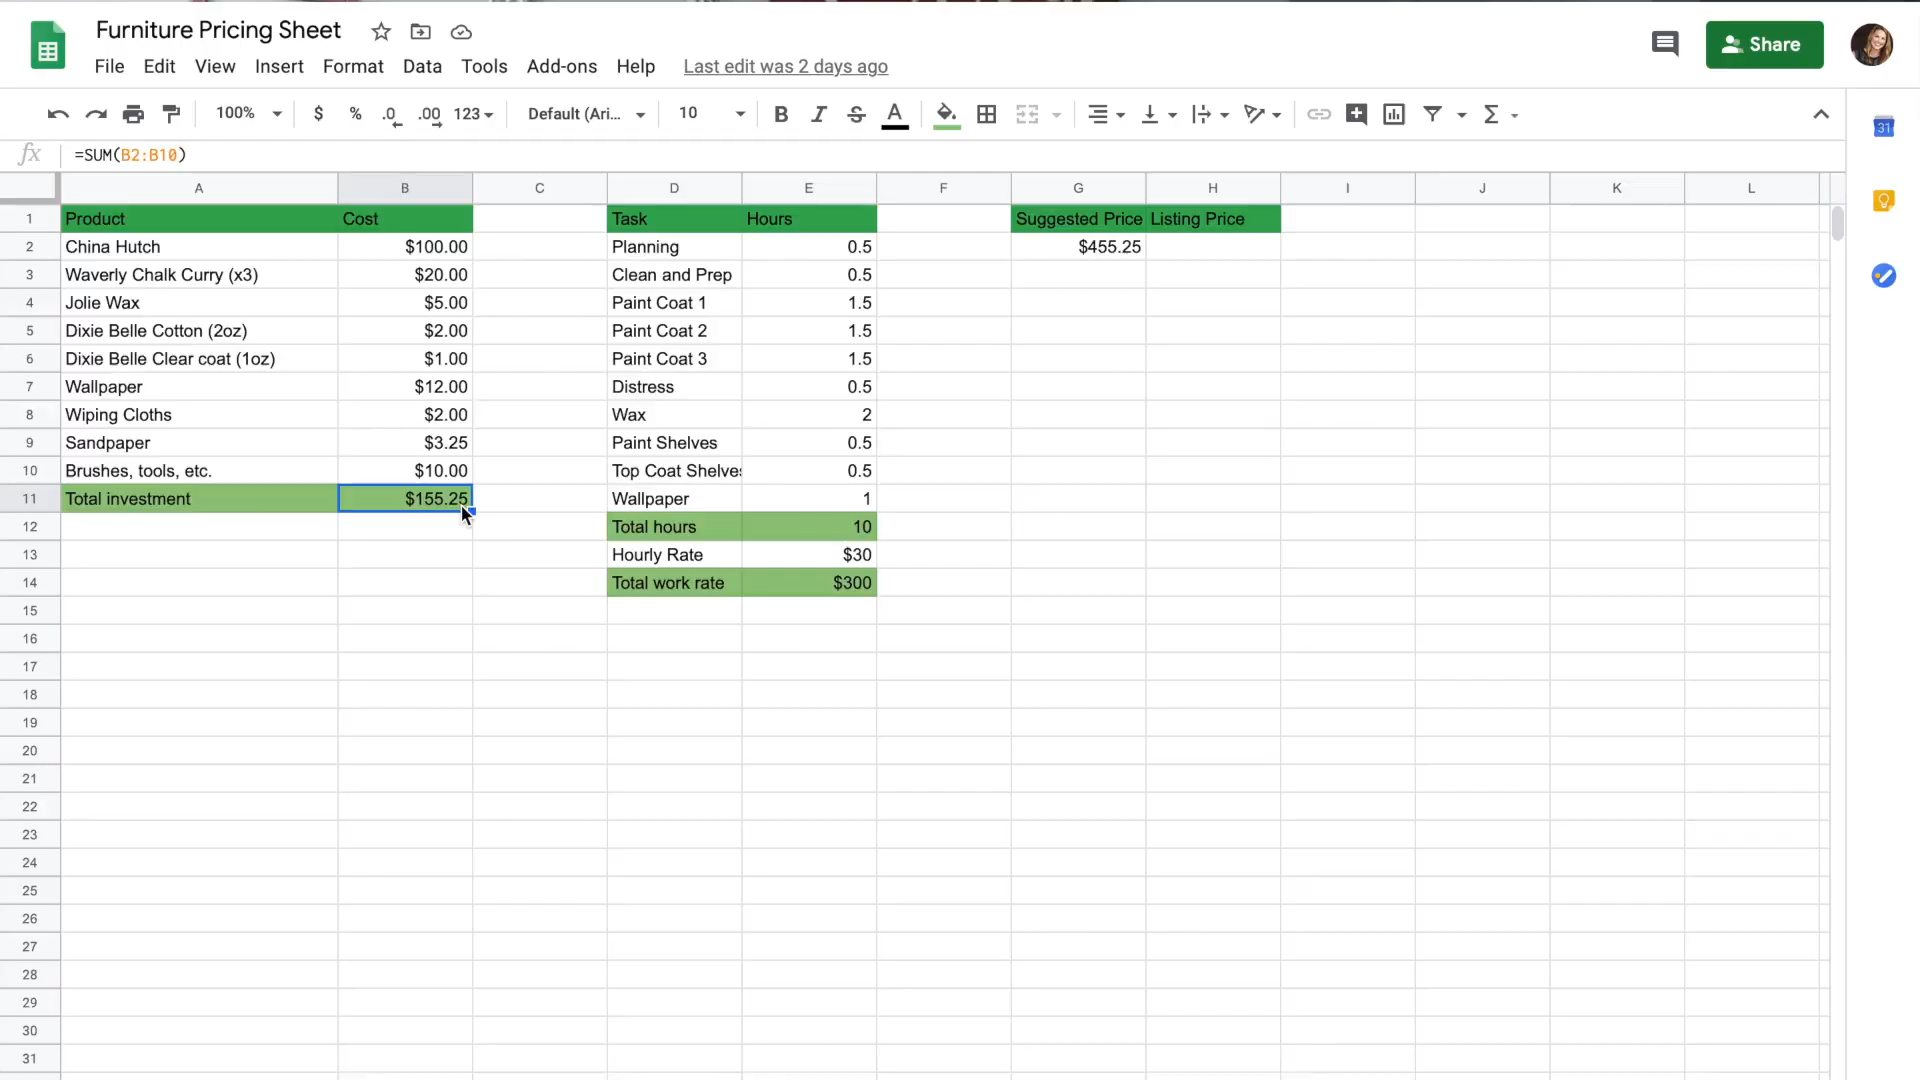 Furniture Pricing Sheet
File Edit View Insert Format Data Tools Add-ons Help Last edit was 2 days ago
Share
100% $ % .0 .00 123 Default (Ari... 10 B I S A Σ
31
fx =SUM(B2:B10)
A B C D E F G H I J K L
1 Product Cost Task Hours Suggested Price Listing Price
2 China Hutch $100.00 Planning 0.5 $455.25
3 Waverly Chalk Curry (x3) $20.00 Clean and Prep 0.5
4 Jolie Wax $5.00 Paint Coat 1 1.5
5 Dixie Belle Cotton (2oz) $2.00 Paint Coat 2 1.5
6 Dixie Belle Clear coat (1oz) $1.00 Paint Coat 3 1.5
7 Wallpaper $12.00 Distress 0.5
8 Wiping Cloths $2.00 Wax 2
9 Sandpaper $3.25 Paint Shelves 0.5
10 Brushes, tools, etc. $10.00 Top Coat Shelves 0.5
11 Total investment $155.25 Wallpaper 1
12 Total hours 10
13 Hourly Rate $30
14 Total work rate $300
15
16
17
18
19
20
21
22
23
24
25
26
27
28
29
30
31